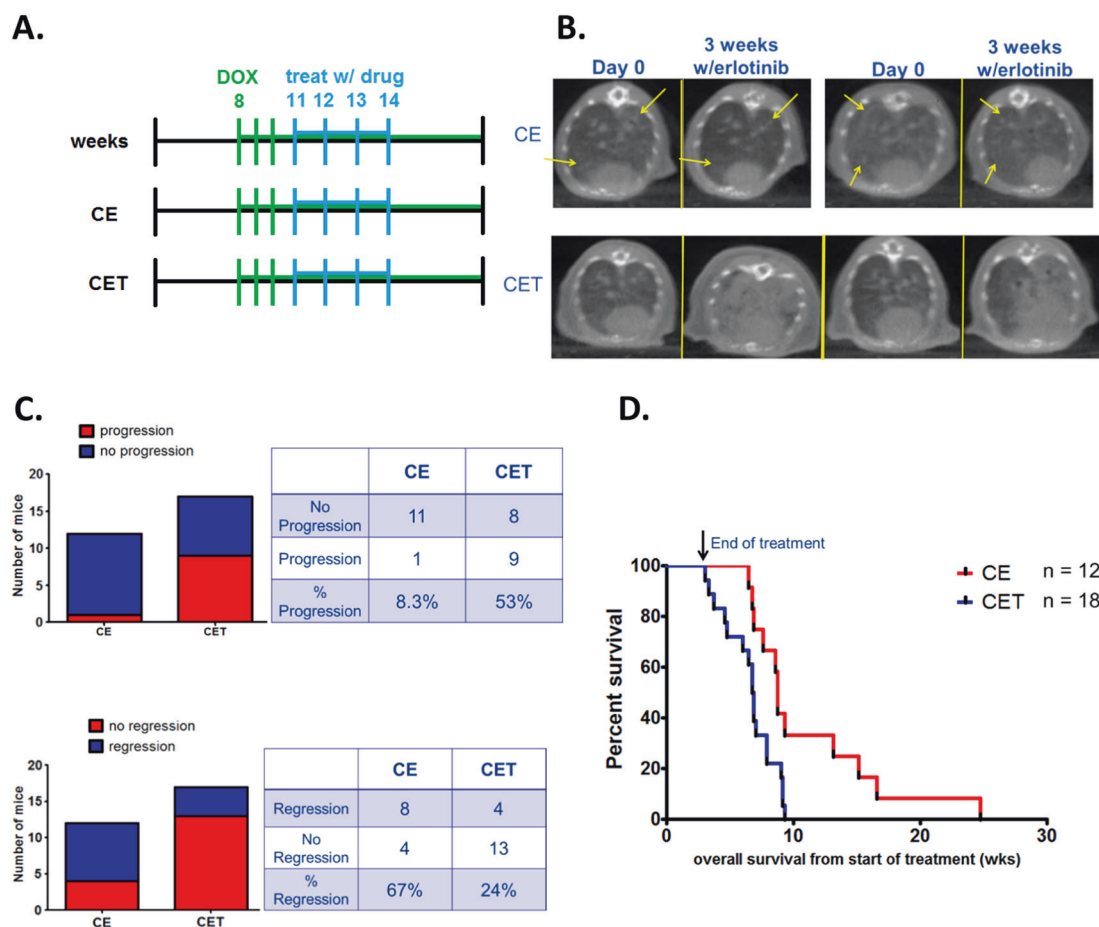 A.
DOX
treat w/ drug
8
11 12 13 14
weeks
CE
CET
B.
Day 0
3 weeks
w/erlotinib
Day 0
3 weeks
w/erlotinib
CE
CET
C.
progression
no progression
Number of mice
20
15
10
5
0
CE
CET
CE CET
No
Progression 11 8
Progression 1 9
%
Progression 8.3% 53%
no regression
regression
Number of mice
20
15
10
5
0
CE
CET
CE CET
Regression 8 4
No
Regression 4 13
%
Regression 67% 24%
D.
End of treatment
CE n = 12
CET n = 18
Percent survival
100
80
60
40
20
0
0 10 20 30
overall survival from start of treatment (wks)